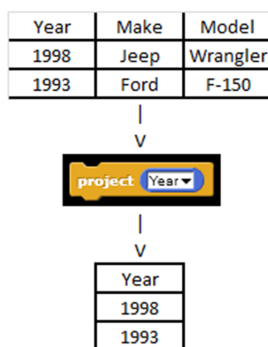 Year Make Model
1998 Jeep Wrangler
1993 Ford F-150
|
V
project Year
|
V
Year
1998
1993